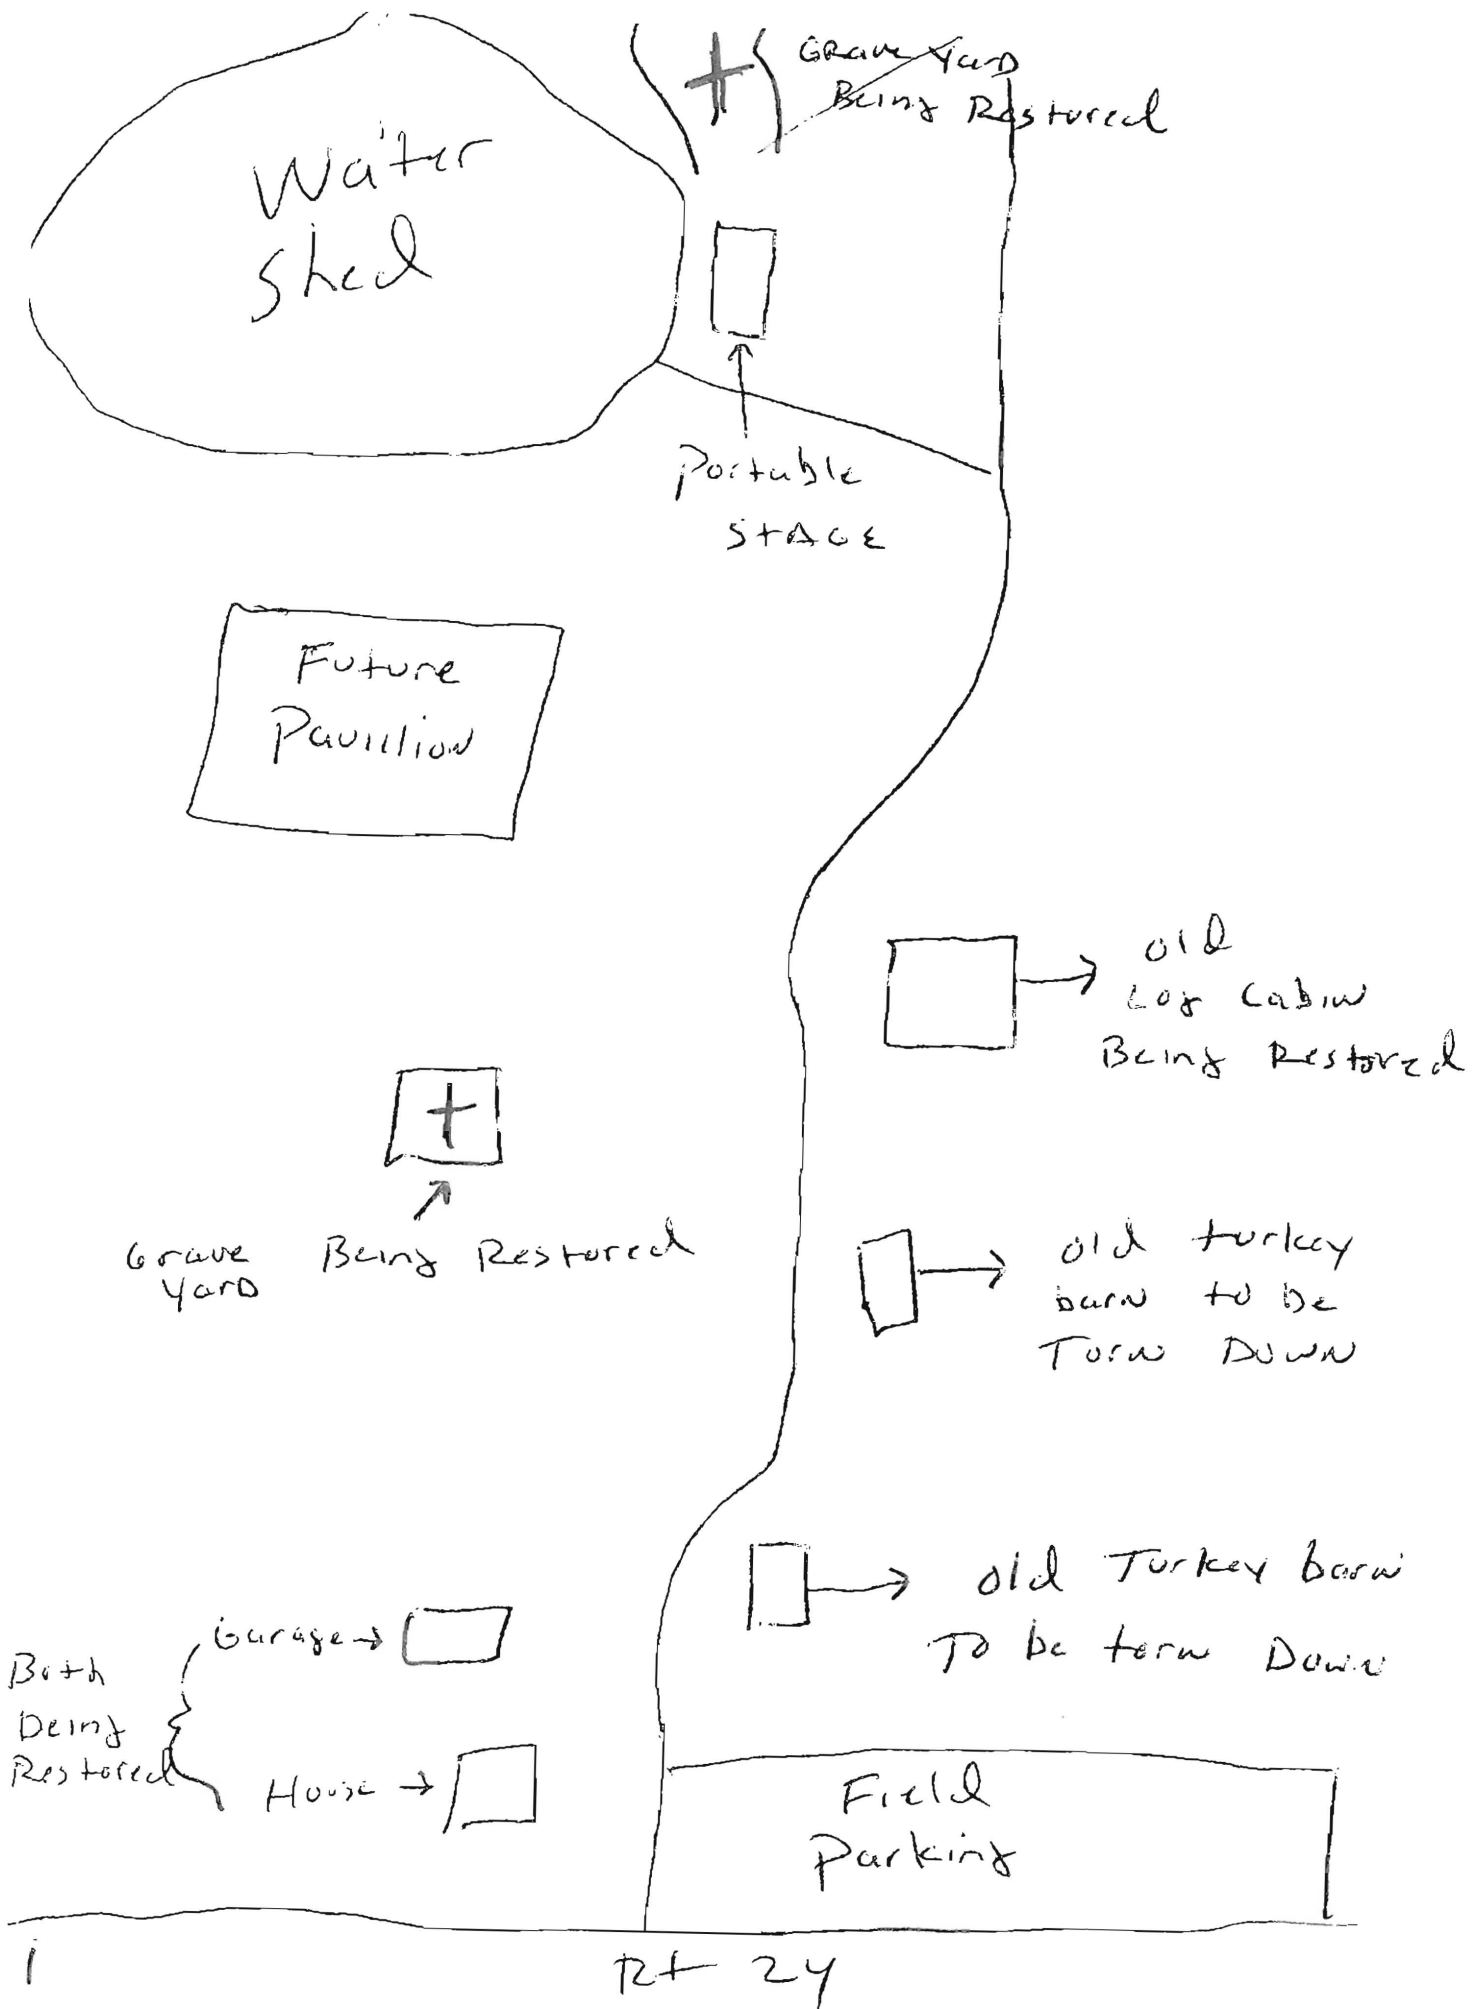 Grave Yard
Being Restored
Water
Shed
Portable
STAGE
Future
Pavilion
old
Log Cabin
Being Restored
Grave Being Restored
Yard
old turkey
barn to be
Torn Down
old Turkey barn
To be torn Down
Garage
Both
Being
Restored
House
Field
Parking
Rt 24